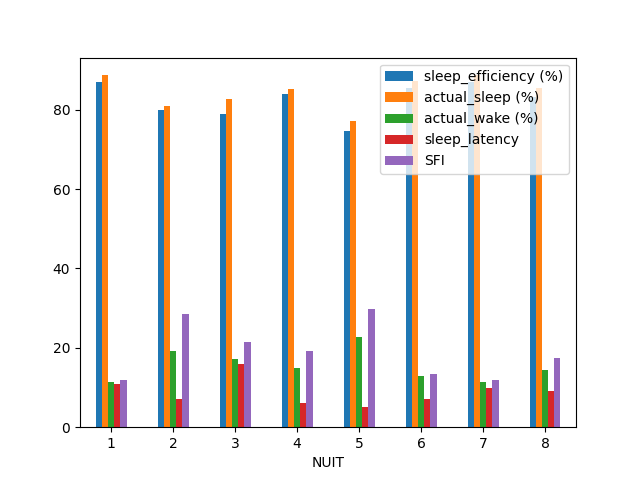 sleep_efficiency (%)
actual_sleep (%)
actual_wake (%)
sleep_latency
SFI
80
60
40
20
0
1 2 3 4 5 6 7 8
NUIT